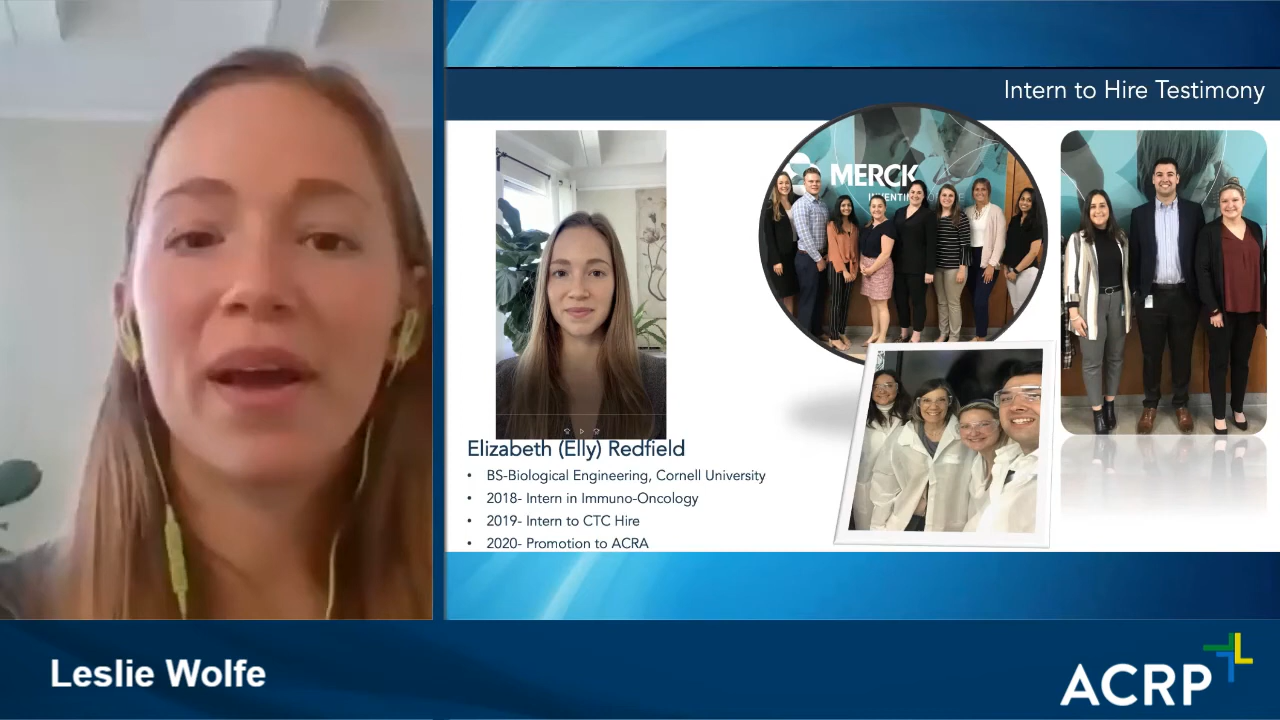 Intern to Hire Testimony
MERCK
Elizabeth (Elly) Redfield
• BS-Biological Engineering, Cornell University
• 2018- Intern in Immuno-Oncology
• 2019- Intern to CTC Hire
• 2020- Promotion to ACRA
Leslie Wolfe
ACRP